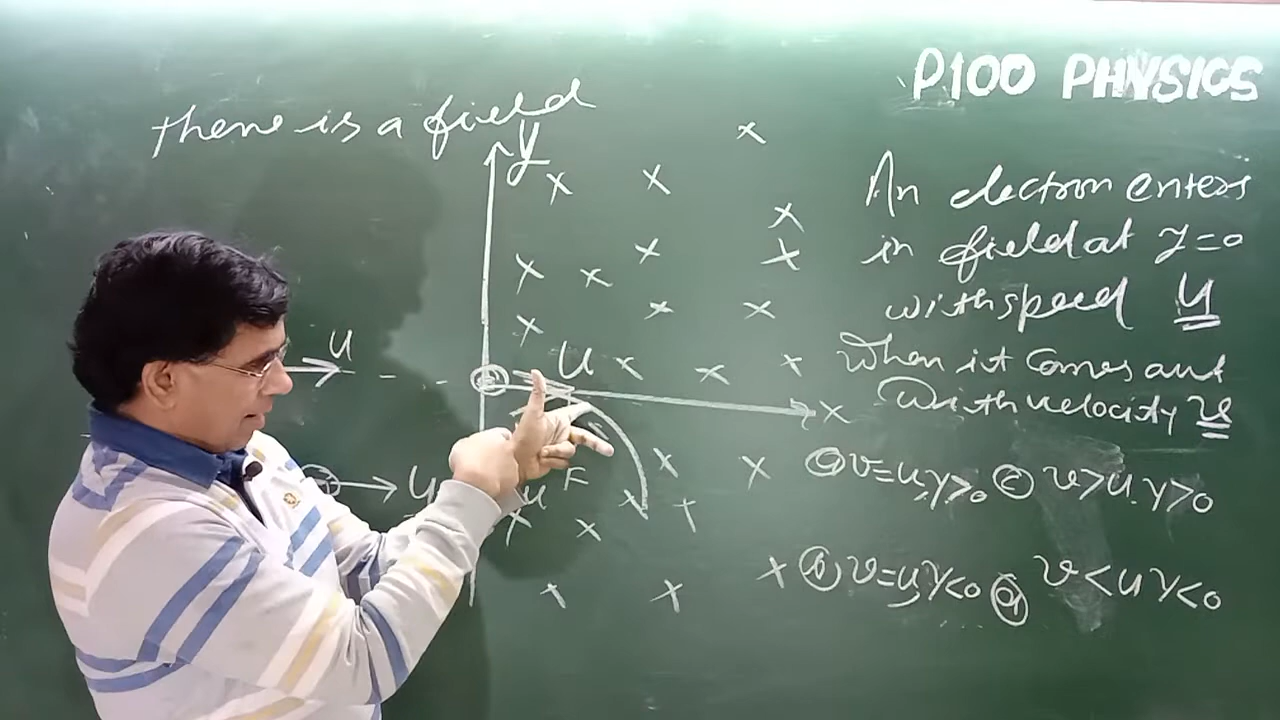 P100 PHYSICS
there is a field
y
An electron enters
in field at y=0
with speed u
When it comes out
with velocity v
u
u
x
u
u
F
v=u, y>0 (c) v>u y>0
(b) v=u, y<0 (d) v<u y<0